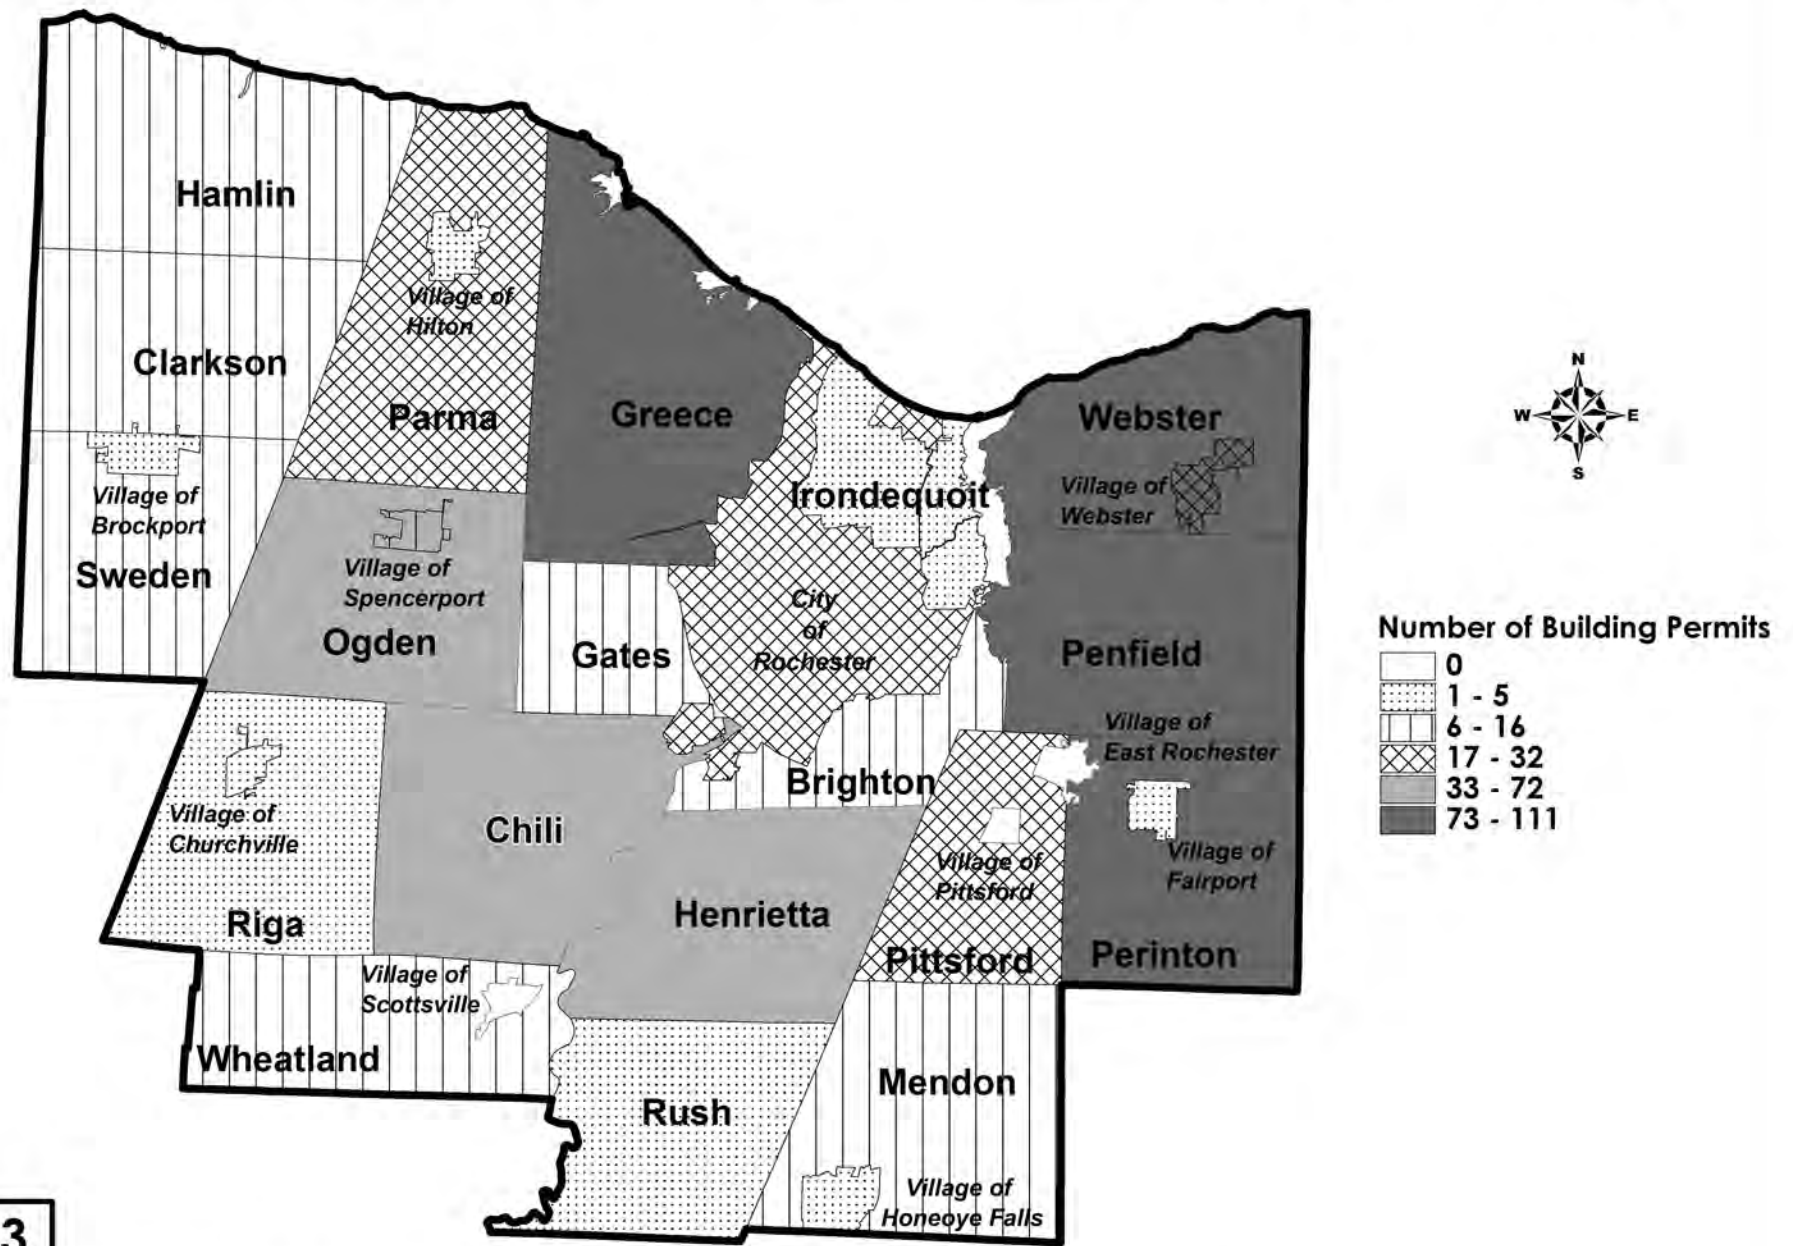 Hamlin
Village of
Hilton
Clarkson
Parma
Greece
Webster
Village of
Brockport
Irondequoit
Village of
Webster
Sweden
Village of
Spencerport
Ogden
Gates
City
of
Rochester
Penfield
Village of
East Rochester
Village of
Churchville
Chili
Brighton
Village of
Pittsford
Village of
Fairport
Riga
Henrietta
Pittsford
Perinton
Village of
Scottsville
Wheatland
Rush
Mendon
Village of
Honeoye Falls
N
W
E
S
Number of Building Permits
0
1 - 5
6 - 16
17 - 32
33 - 72
73 - 111
3